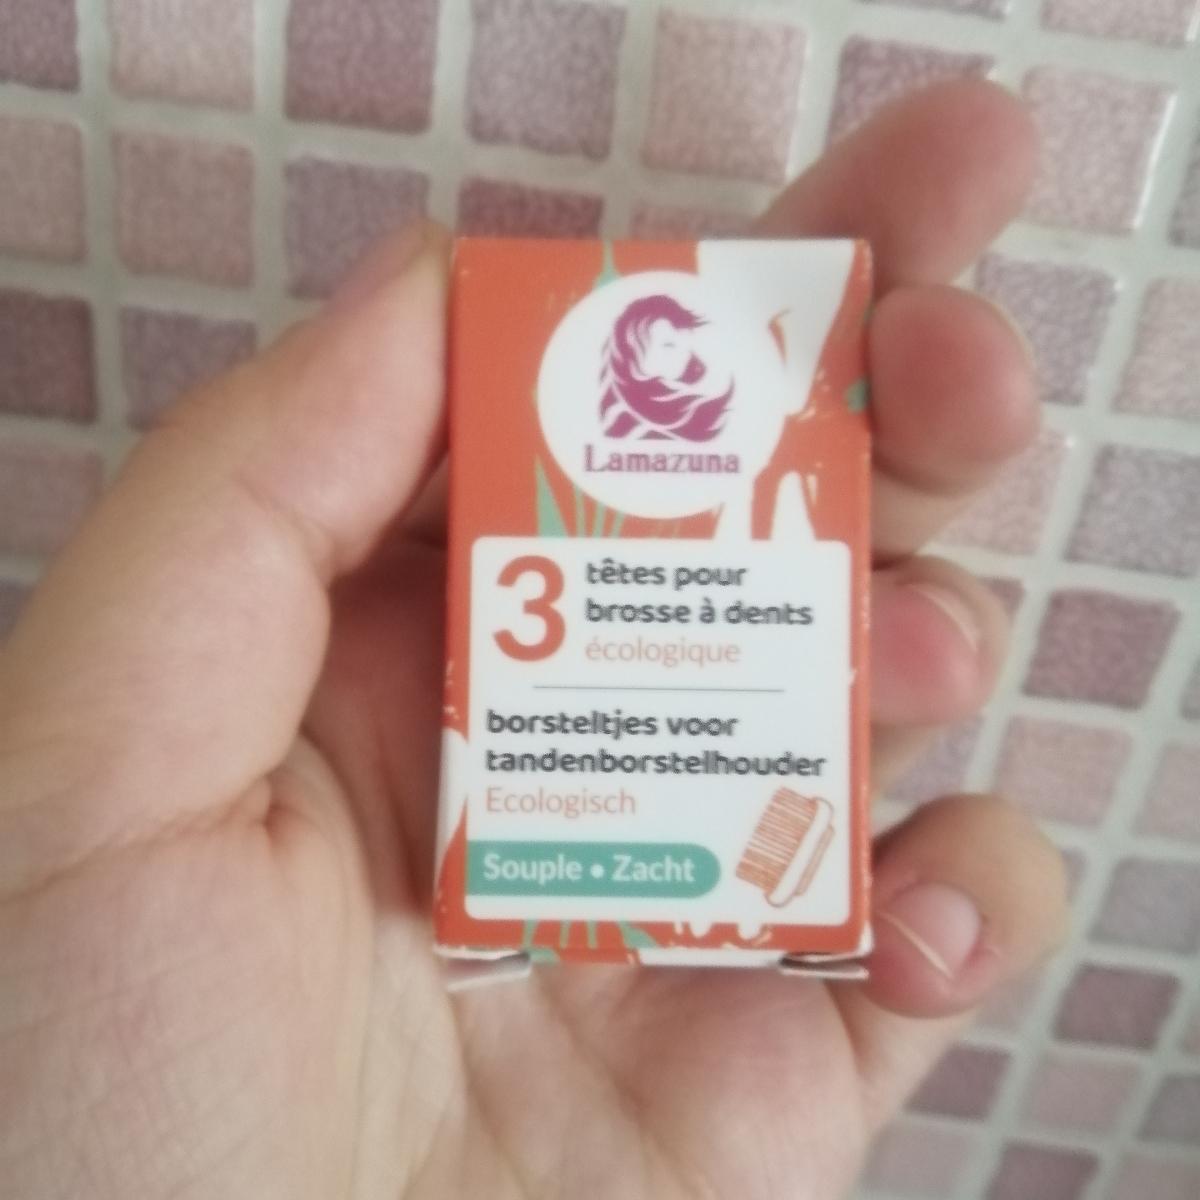 Lamazuna
3
têtes pour
brosse à dents
écologique
borsteltjes voor
tandenborstelhouder
Ecologisch
Souple • Zacht